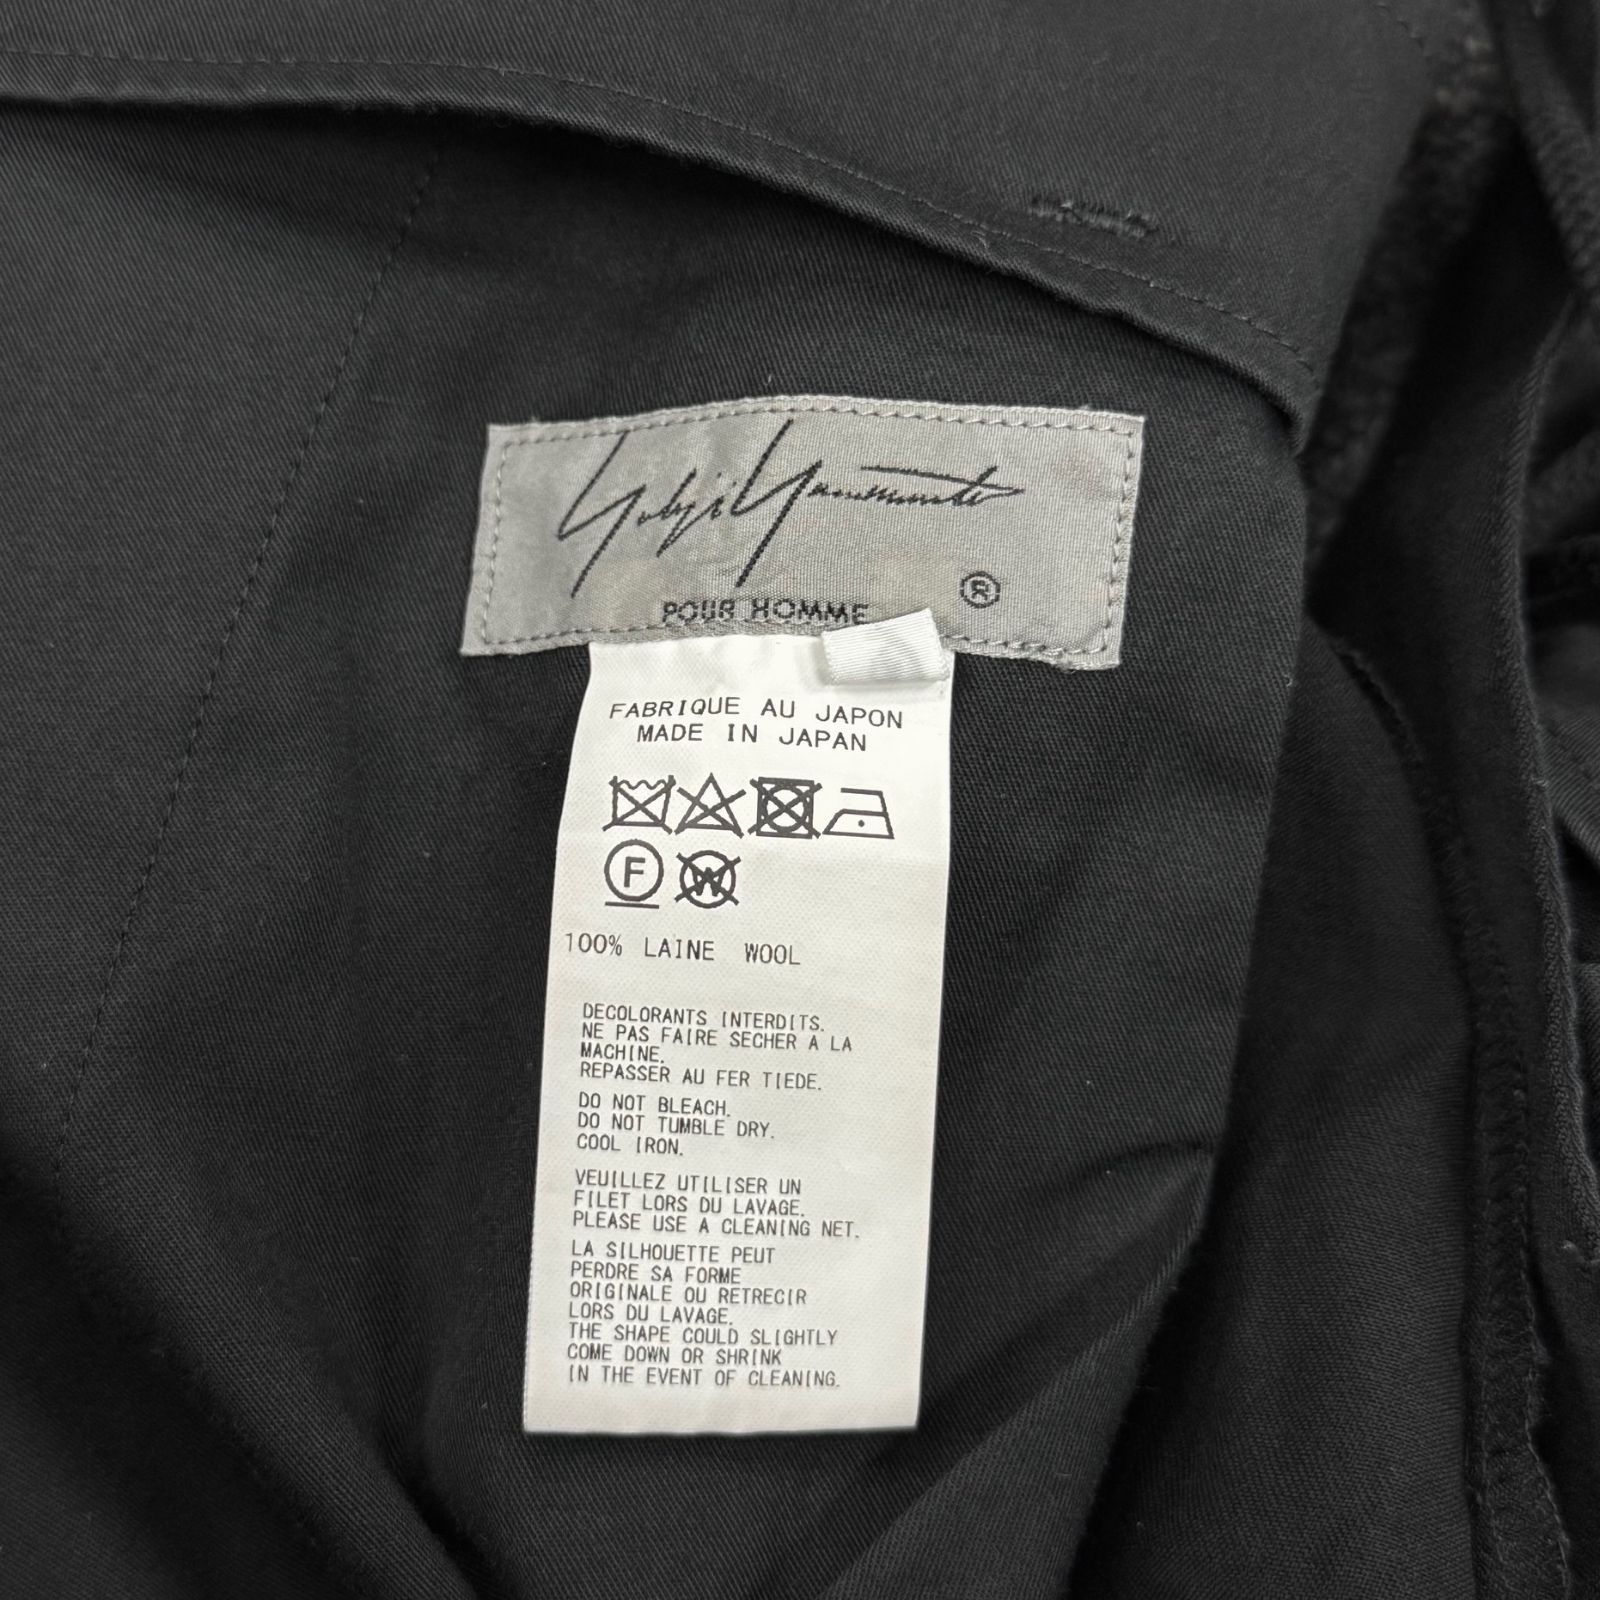 Yohji Yamamoto
®
POUR HOMME
FABRIQUE AU JAPON
MADE IN JAPAN
F W
100% LAINE WOOL
DECOLORANTS INTERDITS.
NE PAS FAIRE SECHER A LA
MACHINE.
REPASSER AU FER TIEDE.
DO NOT BLEACH.
DO NOT TUMBLE DRY.
COOL IRON.
VEUILLEZ UTILISER UN
FILET LORS DU LAVAGE.
PLEASE USE A CLEANING NET.
LA SILHOUETTE PEUT
PERDRE SA FORME
ORIGINALE OU RETRECIR
LORS DU LAVAGE.
THE SHAPE COULD SLIGHTLY
COME DOWN OR SHRINK
IN THE EVENT OF CLEANING.